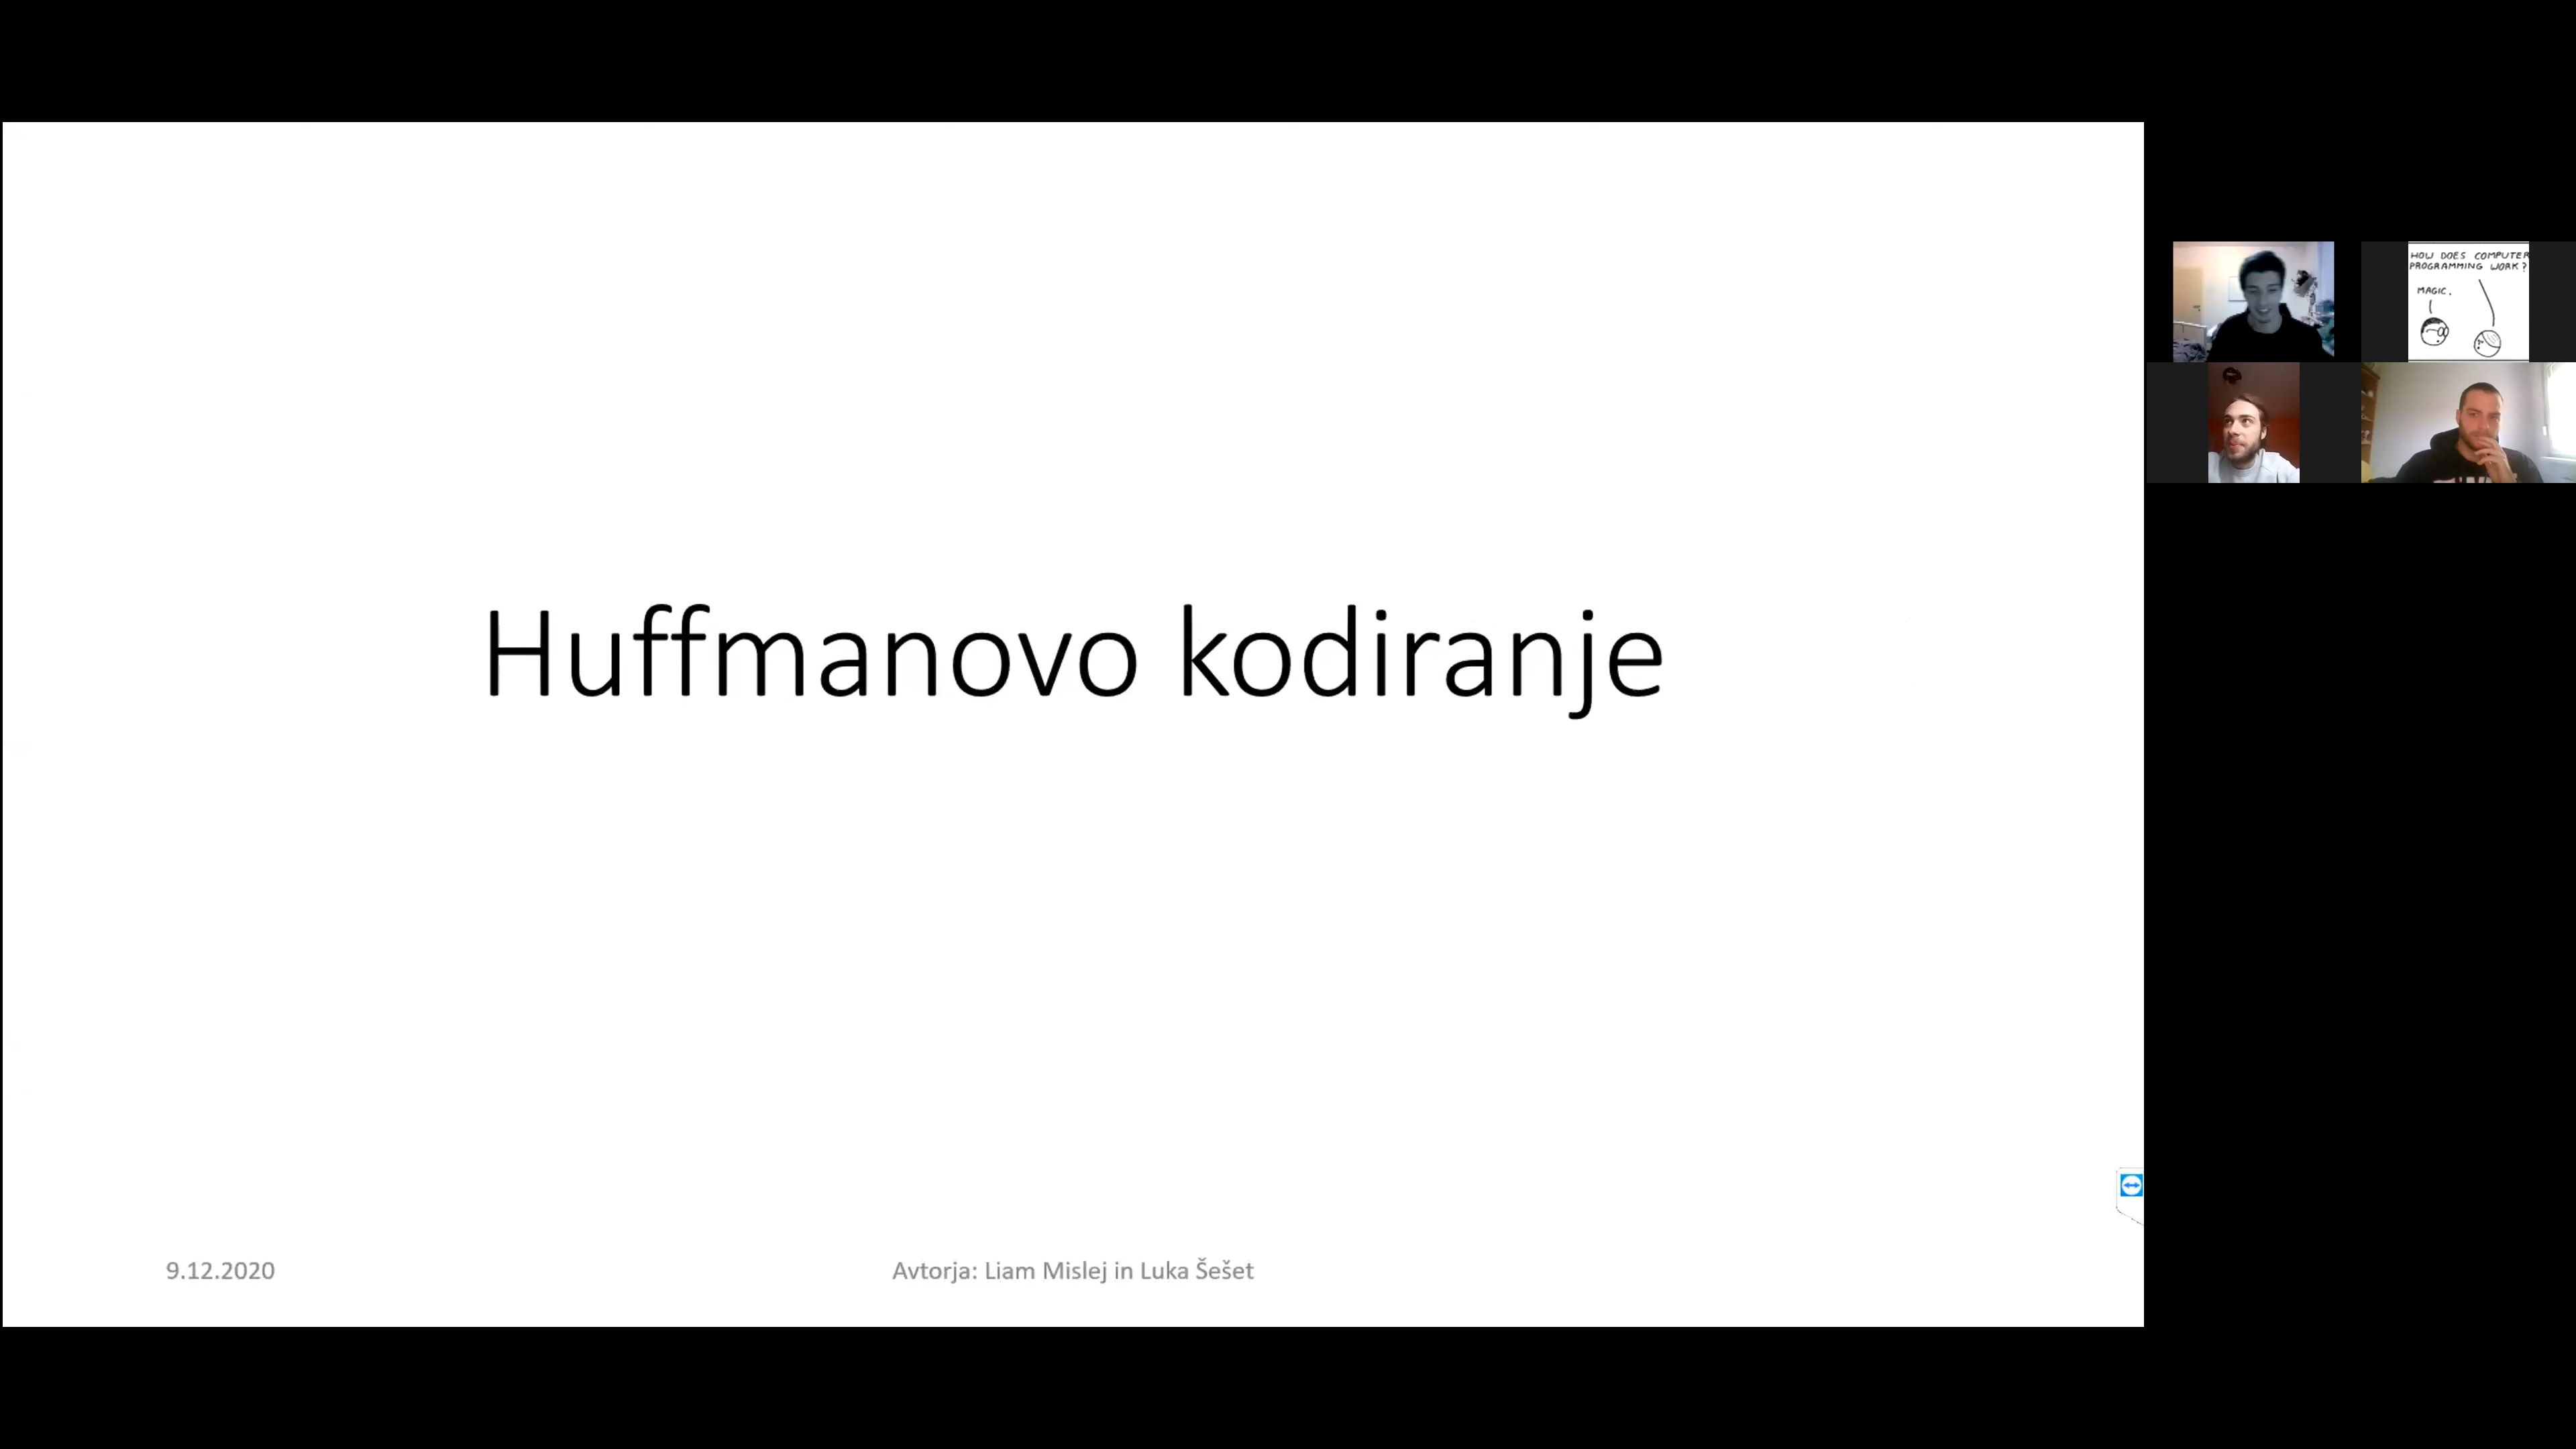 Huffmanovo kodiranje
9.12.2020
Avtorja: Liam Mislej in Luka Šešet
HOW DOES COMPUTER
PROGRAMMING WORK?
MAGIC.